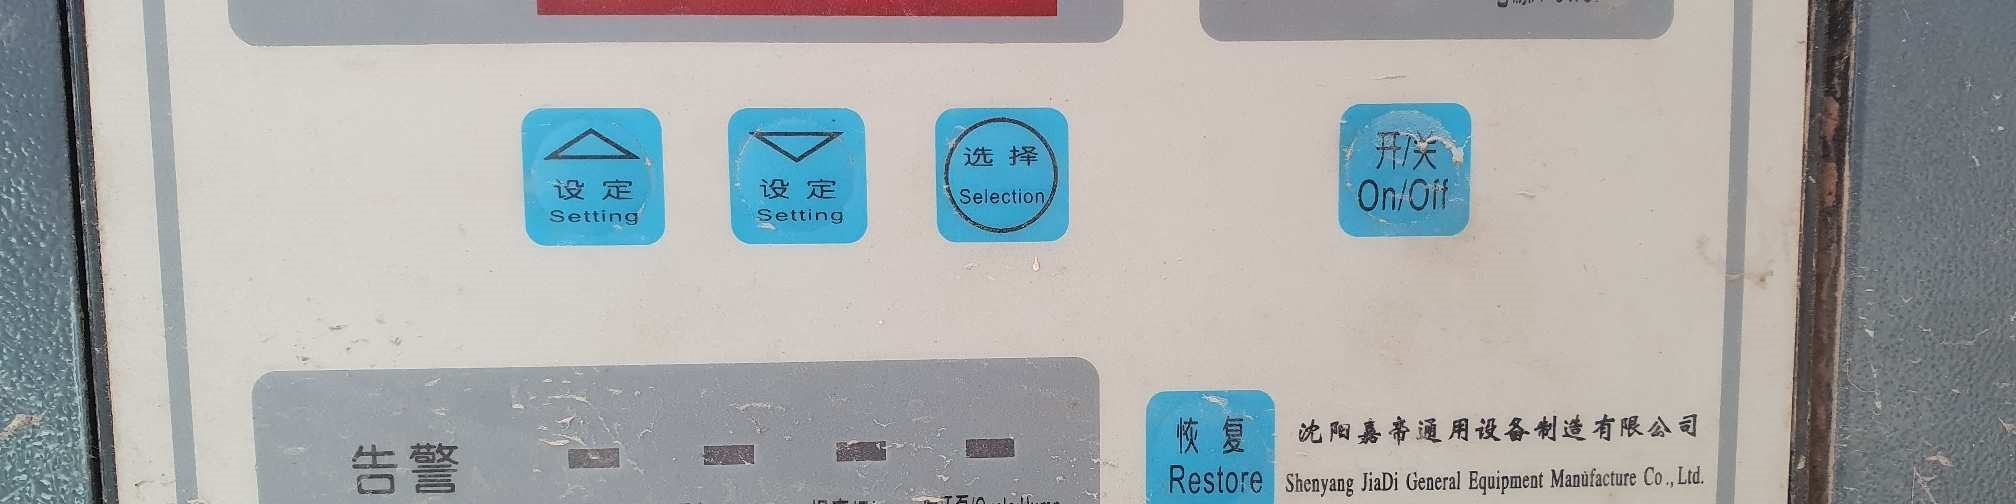 设定
Setting
设定
Setting
选择
Selection
开/关
On/Off
告警
恢复
Restore
沈阳嘉帝通用设备制造有限公司
Shenyang JiaDi General Equipment Manufacture Co., Ltd.